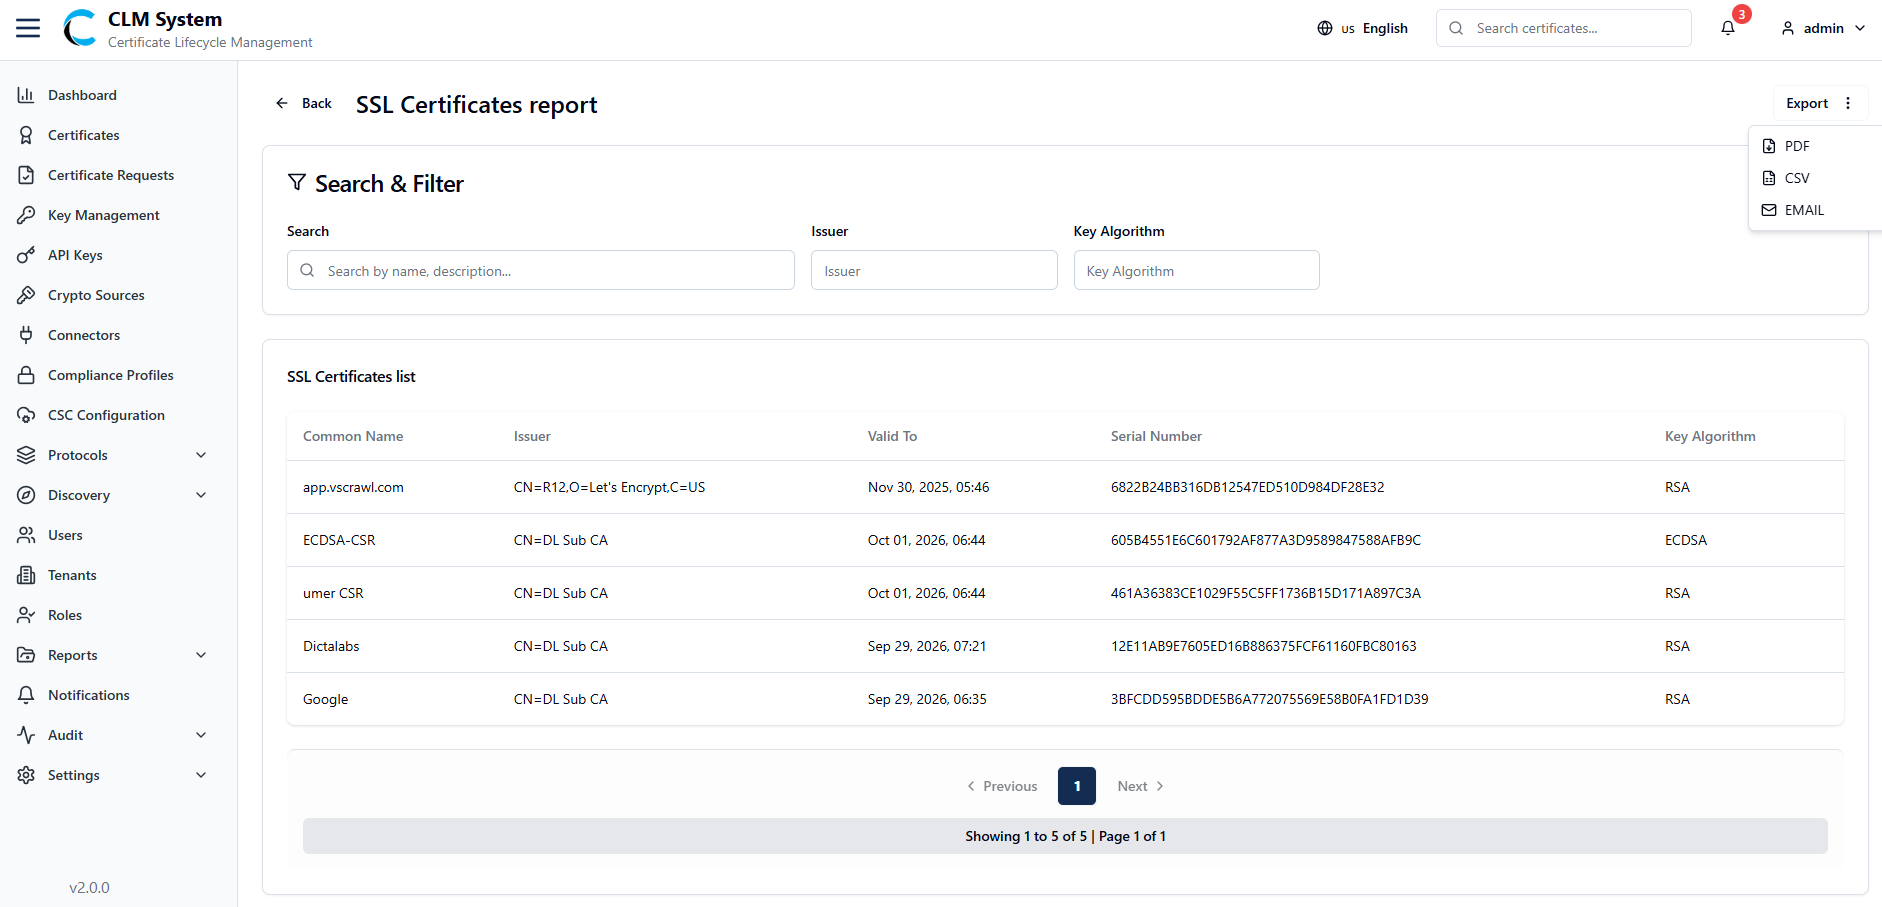 CLM System
Certificate Lifecycle Management
us English
Search certificates...
3
admin
Dashboard
Certificates
Certificate Requests
Key Management
API Keys
Crypto Sources
Connectors
Compliance Profiles
CSC Configuration
Protocols
Discovery
Users
Tenants
Roles
Reports
Notifications
Audit
Settings
v2.0.0
Back
SSL Certificates report
Export
PDF
CSV
EMAIL
Search & Filter
Search Issuer Key Algorithm
Search by name, description... Issuer Key Algorithm
SSL Certificates list
Common Name Issuer Valid To Serial Number Key Algorithm
app.vscrawl.com CN=R12,O=Let's Encrypt,C=US Nov 30, 2025, 05:46 6822B24BB316DB12547ED510D984DF28E32 RSA
ECDSA-CSR CN=DL Sub CA Oct 01, 2026, 06:44 605B4551E6C601792AF877A3D9589847588AFB9C ECDSA
umer CSR CN=DL Sub CA Oct 01, 2026, 06:44 461A36383CE1029F55C5FF1736B15D171A897C3A RSA
Dictalabs CN=DL Sub CA Sep 29, 2026, 07:21 12E11AB9E7605ED16B886375FCF61160FBC80163 RSA
Google CN=DL Sub CA Sep 29, 2026, 06:35 3BFCDD595BDDE5B6A772075569E58B0FA1FD1D39 RSA
Previous 1 Next
Showing 1 to 5 of 5 | Page 1 of 1